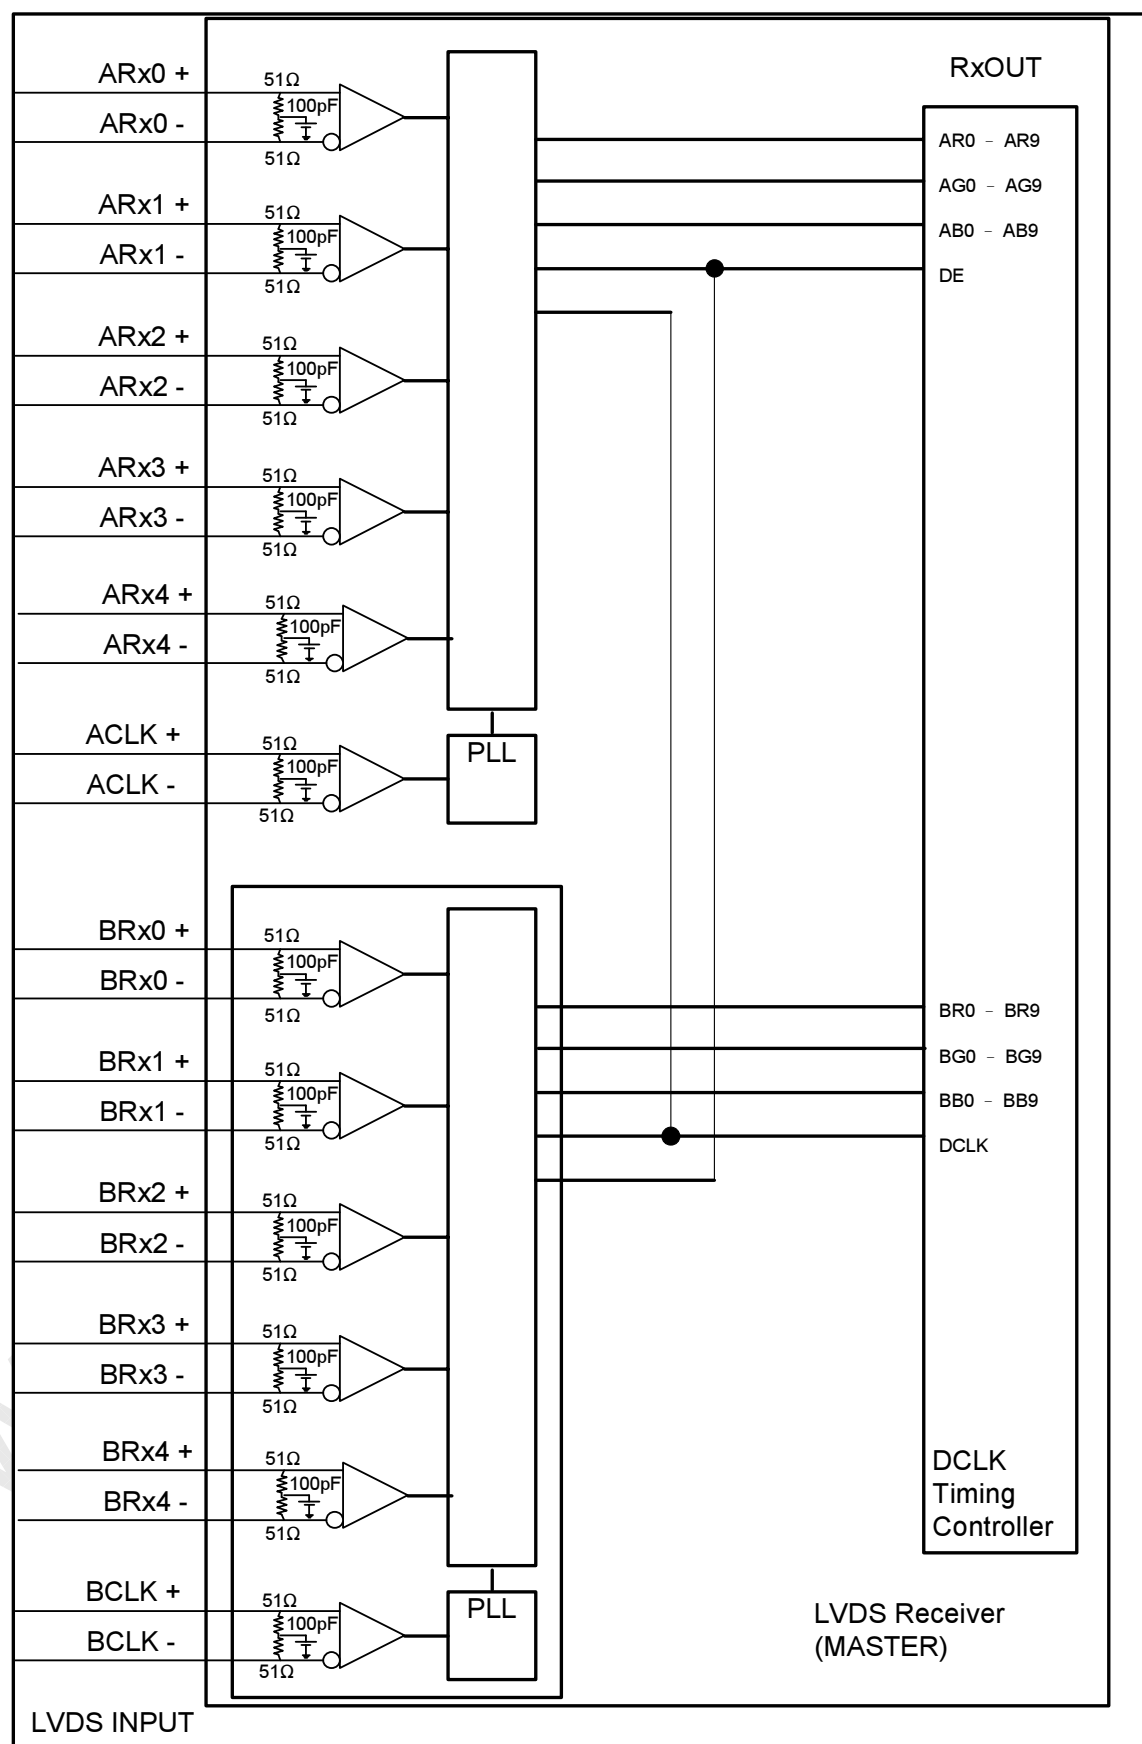 RxOUT
ARx0 +
51Ω
100pF
ARx0 -
51Ω
AR0 - AR9
AG0 - AG9
ARx1 +
51Ω
100pF
AB0 - AB9
ARx1 -
51Ω
DE
ARx2 +
51Ω
100pF
ARx2 -
51Ω
ARx3 +
51Ω
100pF
ARx3 -
51Ω
ARx4 +
51Ω
100pF
ARx4 -
51Ω
ACLK +
51Ω
100pF
PLL
ACLK -
51Ω
BRx0 +
51Ω
100pF
BRx0 -
51Ω
BR0 - BR9
BRx1 +
51Ω
BG0 - BG9
100pF
BRx1 -
51Ω
BB0 - BB9
DCLK
BRx2 +
51Ω
100pF
BRx2 -
51Ω
BRx3 +
51Ω
100pF
BRx3 -
51Ω
BRx4 +
51Ω
100pF
BRx4 -
51Ω
DCLK
Timing
Controller
BCLK +
51Ω
100pF
PLL
BCLK -
51Ω
LVDS Receiver
(MASTER)
LVDS INPUT